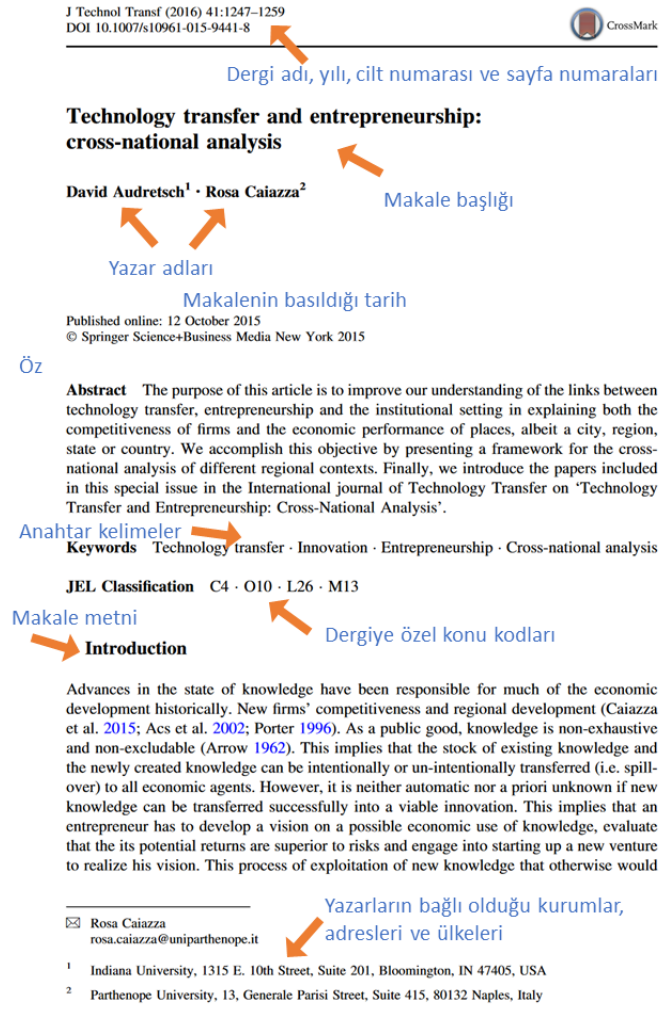 J Technol Transf (2016) 41:1247–1259
DOI 10.1007/s10961-015-9441-8
CrossMark
Dergi adı, yılı, cilt numarası ve sayfa numaraları
Technology transfer and entrepreneurship:
cross-national analysis
Makale başlığı
David Audretsch¹ · Rosa Caiazza²
Yazar adları
Makalenin basıldığı tarih
Published online: 12 October 2015
© Springer Science+Business Media New York 2015
Öz
Abstract The purpose of this article is to improve our understanding of the links between
technology transfer, entrepreneurship and the institutional setting in explaining both the
competitiveness of firms and the economic performance of places, albeit a city, region,
state or country. We accomplish this objective by presenting a framework for the cross-
national analysis of different regional contexts. Finally, we introduce the papers included
in this special issue in the International journal of Technology Transfer on ‘Technology
Transfer and Entrepreneurship: Cross-National Analysis’.
Anahtar kelimeler
Keywords Technology transfer · Innovation · Entrepreneurship · Cross-national analysis
JEL Classification C4 · O10 · L26 · M13
Makale metni
Dergiye özel konu kodları
Introduction
Advances in the state of knowledge have been responsible for much of the economic
development historically. New firms’ competitiveness and regional development (Caiazza
et al. 2015; Acs et al. 2002; Porter 1996). As a public good, knowledge is non-exhaustive
and non-excludable (Arrow 1962). This implies that the stock of existing knowledge and
the newly created knowledge can be intentionally or un-intentionally transferred (i.e. spill-
over) to all economic agents. However, it is neither automatic nor a priori unknown if new
knowledge can be transferred successfully into a viable innovation. This implies that an
entrepreneur has to develop a vision on a possible economic use of knowledge, evaluate
that the its potential returns are superior to risks and engage into starting up a new venture
to realize his vision. This process of exploitation of new knowledge that otherwise would
Yazarların bağlı olduğu kurumlar,
adresleri ve ülkeleri
Rosa Caiazza
rosa.caiazza@uniparthenope.it
¹ Indiana University, 1315 E. 10th Street, Suite 201, Bloomington, IN 47405, USA
² Parthenope University, 13, Generale Parisi Street, Suite 415, 80132 Naples, Italy